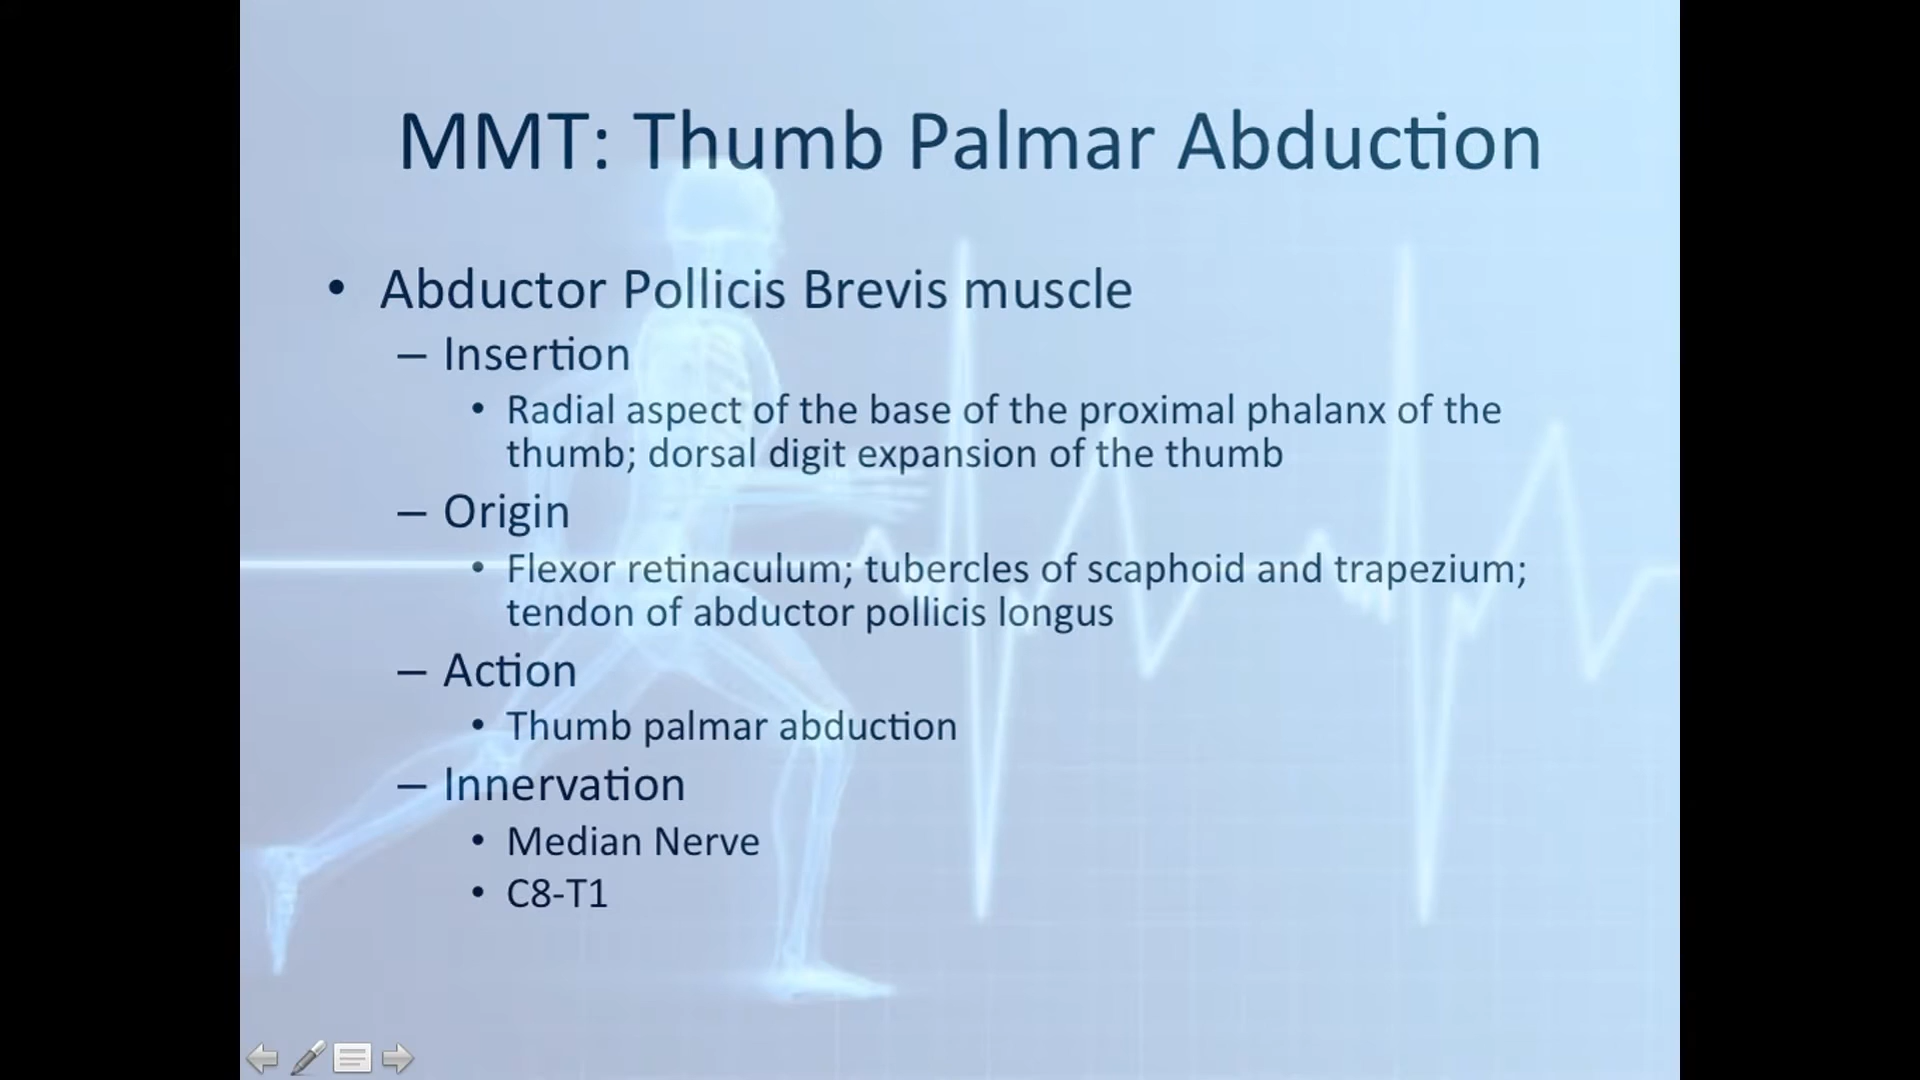 MMT: Thumb Palmar Abduction
• Abductor Pollicis Brevis muscle
– Insertion
• Radial aspect of the base of the proximal phalanx of the
thumb; dorsal digit expansion of the thumb
– Origin
• Flexor retinaculum; tubercles of scaphoid and trapezium;
tendon of abductor pollicis longus
– Action
• Thumb palmar abduction
– Innervation
• Median Nerve
• C8-T1